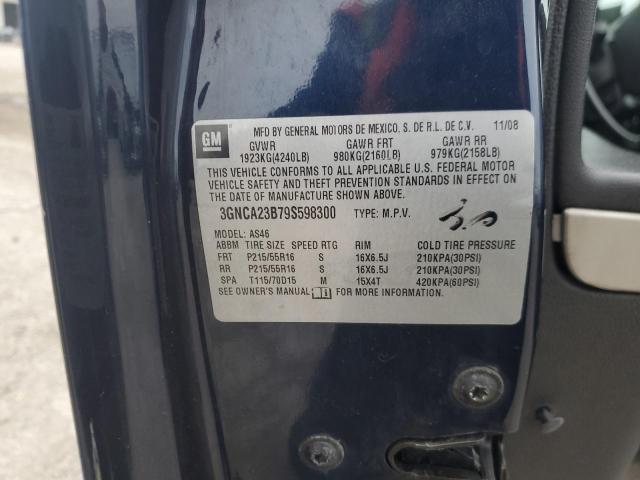 GM
MFD BY GENERAL MOTORS DE MEXICO. S. DE R.L. DE C.V. 11/08
GVWR GAWR FRT GAWR RR
1923KG(4240LB) 980KG(2160LB) 979KG(2158LB)
THIS VEHICLE CONFORMS TO ALL APPLICABLE U.S. FEDERAL MOTOR
VEHICLE SAFETY AND THEFT PREVENTION STANDARDS IN EFFECT ON
THE DATE OF MANUFACTURE SHOWN ABOVE.
3GNCA23B79S598300 TYPE: M.P.V.
MODEL: AS46
ABBM TIRE SIZE SPEED RTG RIM COLD TIRE PRESSURE
FRT P215/55R16 S 16X6.5J 210KPA(30PSI)
RR P215/55R16 S 16X6.5J 210KPA(30PSI)
SPA T115/70D15 M 15X4T 420KPA(60PSI)
SEE OWNER'S MANUAL FOR MORE INFORMATION.